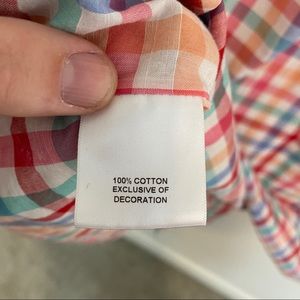 100% COTTON
EXCLUSIVE OF
DECORATION